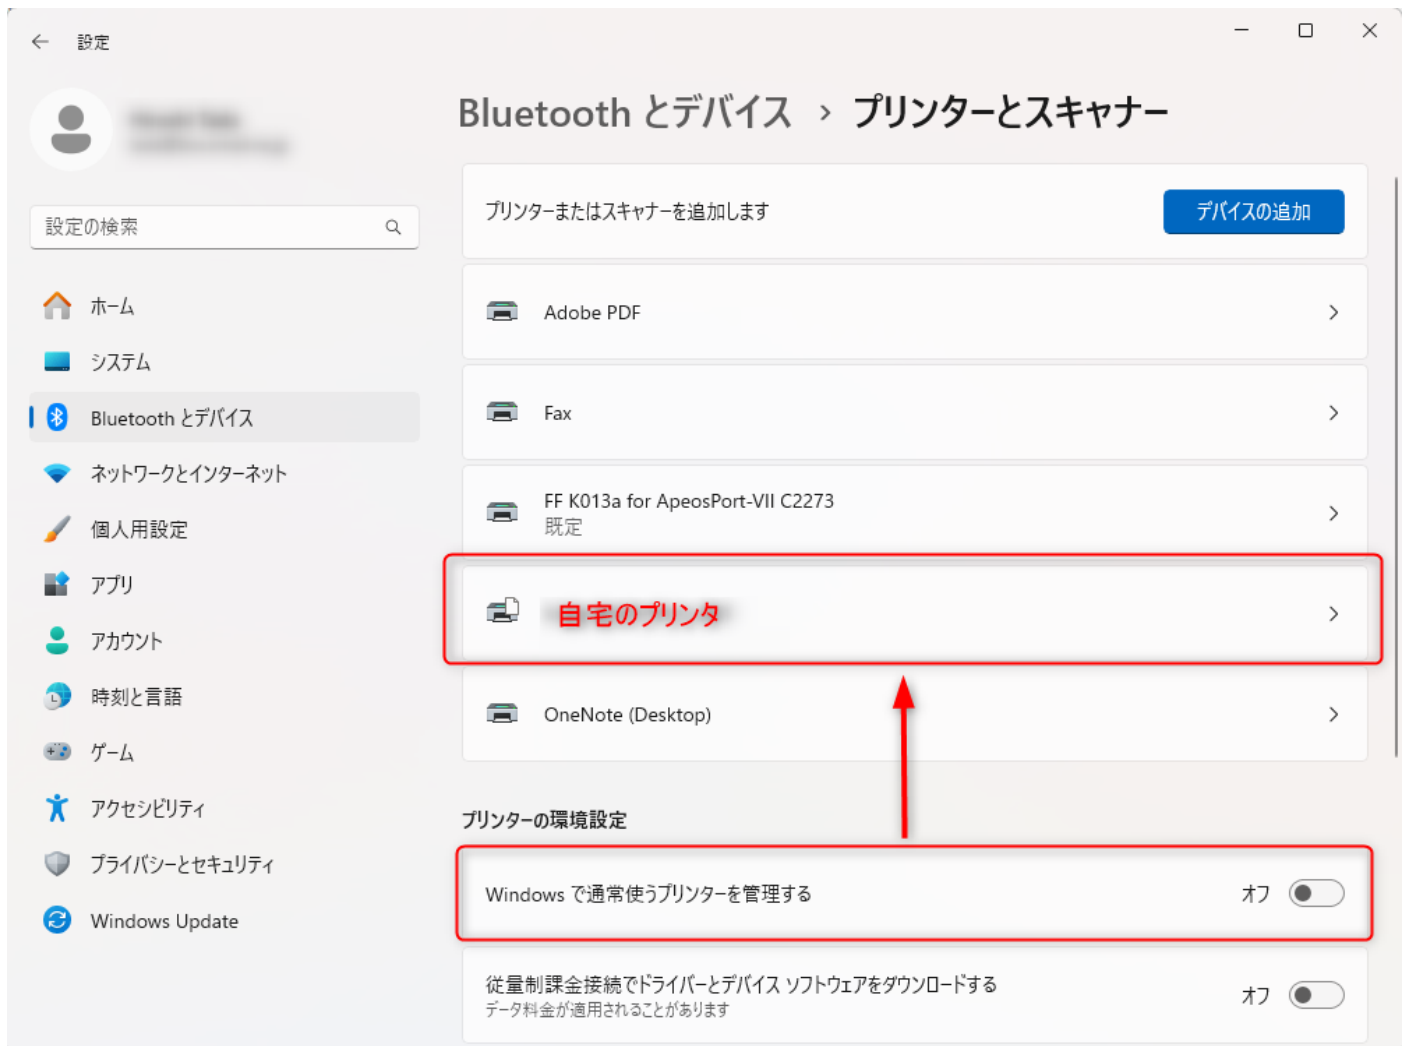 設定
Bluetooth とデバイス › プリンターとスキャナー
設定の検索
ホーム
システム
Bluetooth とデバイス
ネットワークとインターネット
個人用設定
アプリ
アカウント
時刻と言語
ゲーム
アクセシビリティ
プライバシーとセキュリティ
Windows Update
プリンターまたはスキャナーを追加します
デバイスの追加
Adobe PDF
Fax
FF K013a for ApeosPort-VII C2273
既定
自宅のプリンタ
OneNote (Desktop)
プリンターの環境設定
Windows で通常使うプリンターを管理する
オフ
従量制課金接続でドライバーとデバイス ソフトウェアをダウンロードする
データ料金が適用されることがあります
オフ